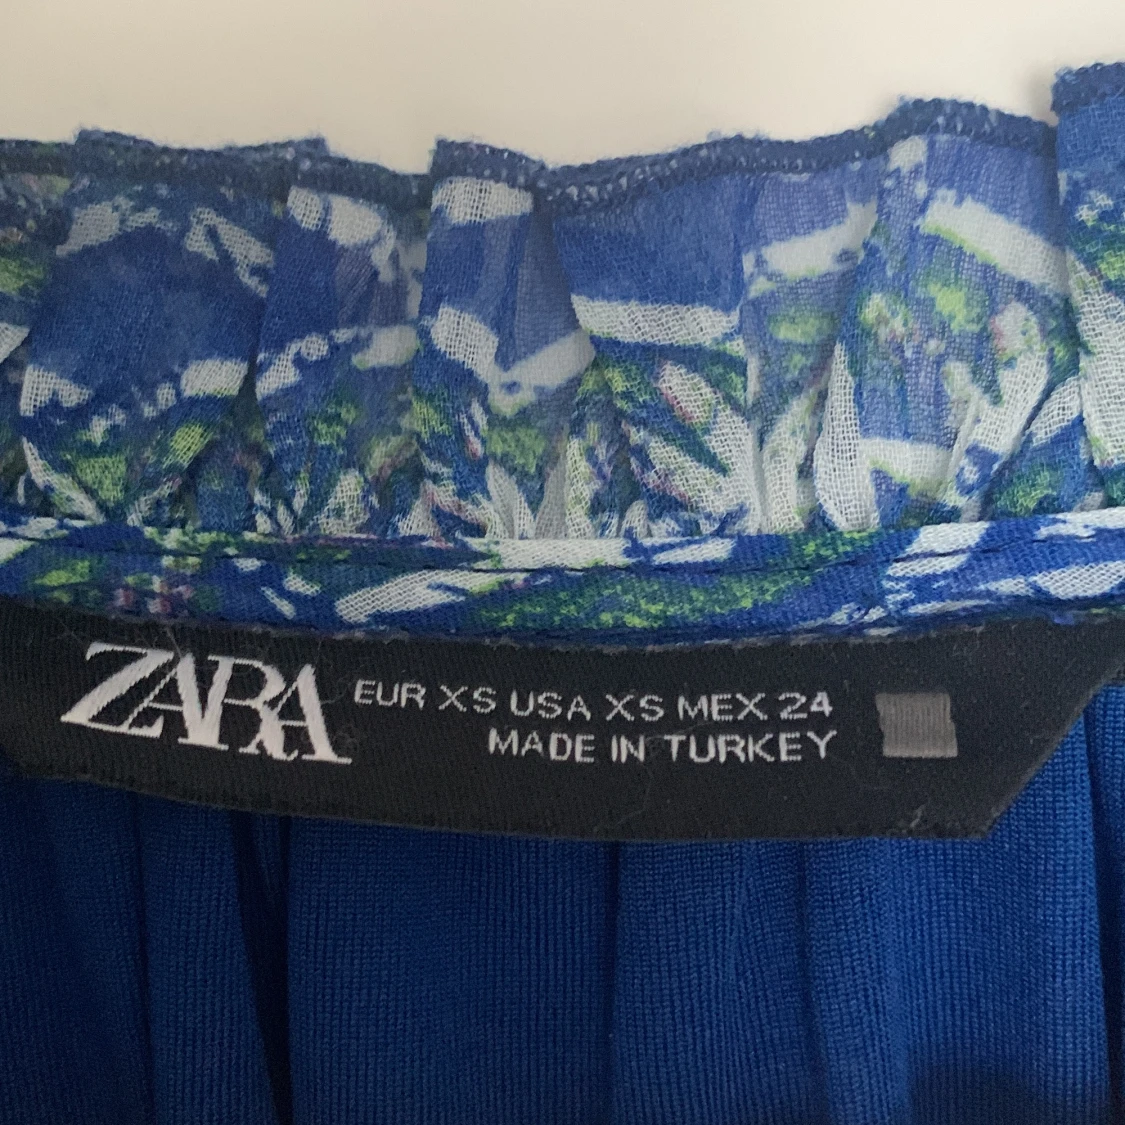 ZARA
EUR XS USA XS MEX 24
MADE IN TURKEY